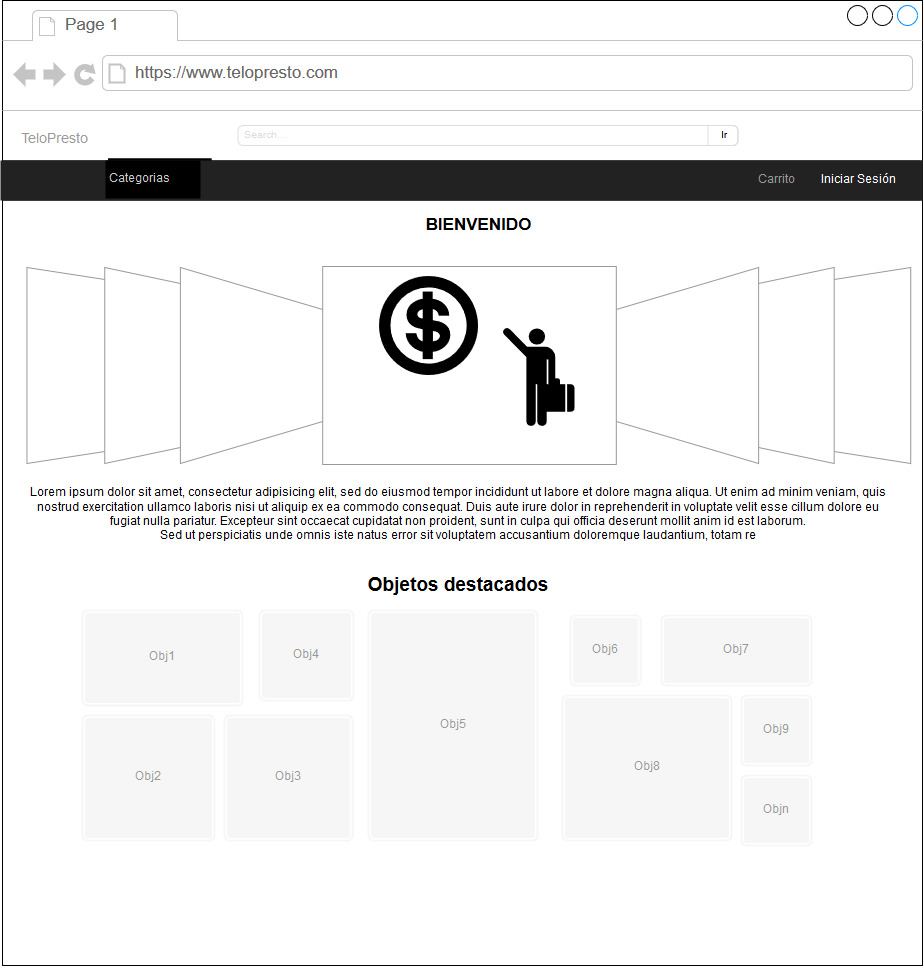 Page 1
https://www.telopresto.com
TeloPresto
Search...
Ir
Categorias
Carrito
Iniciar Sesión
BIENVENIDO
$
Lorem ipsum dolor sit amet, consectetur adipisicing elit, sed do eiusmod tempor incididunt ut labore et dolore magna aliqua. Ut enim ad minim veniam, quis
nostrud exercitation ullamco laboris nisi ut aliquip ex ea commodo consequat. Duis aute irure dolor in reprehenderit in voluptate velit esse cillum dolore eu
fugiat nulla pariatur. Excepteur sint occaecat cupidatat non proident, sunt in culpa qui officia deserunt mollit anim id est laborum.
Sed ut perspiciatis unde omnis iste natus error sit voluptatem accusantium doloremque laudantium, totam re
Objetos destacados
Obj1
Obj4
Obj5
Obj6
Obj7
Obj2
Obj3
Obj8
Obj9
Objn